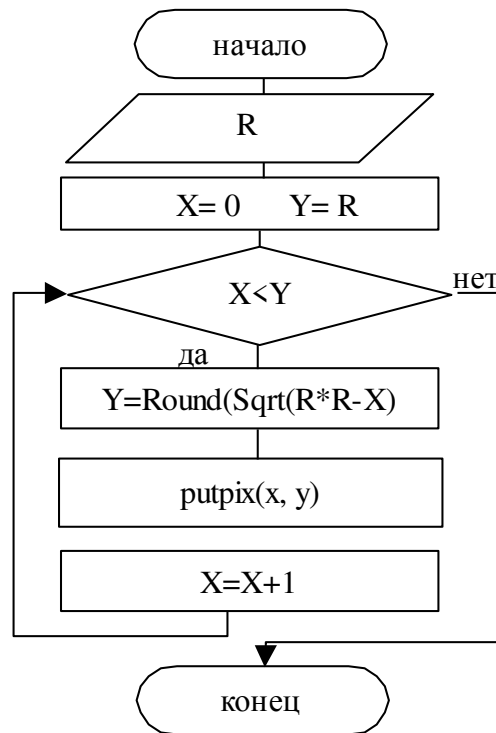 начало
R
X= 0 Y= R
X<Y
нет
да
Y=Round(Sqrt(R*R-X)
putpix(x, y)
X=X+1
конец